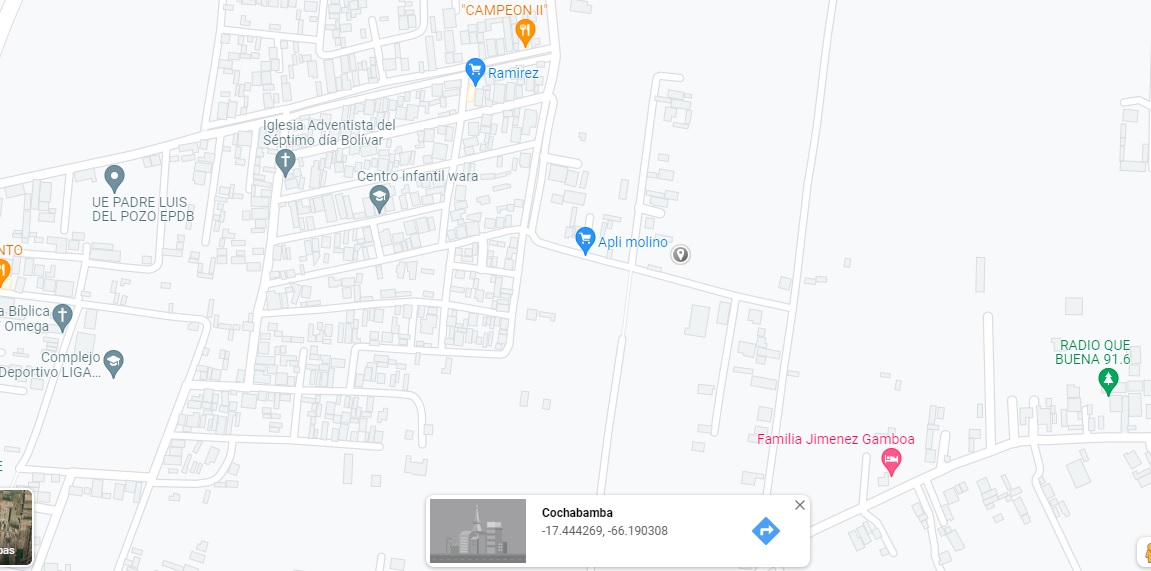 "CAMPEON II"
Ramirez
Iglesia Adventista del
Séptimo día Bolívar
Centro infantil wara
UE PADRE LUIS
DEL POZO EPDB
Apli molino
NTO
a Bíblica
Omega
Complejo
Deportivo LIGA...
RADIO QUE
BUENA 91.6
Familia Jimenez Gamboa
E
Cochabamba
-17.444269, -66.190308
pas